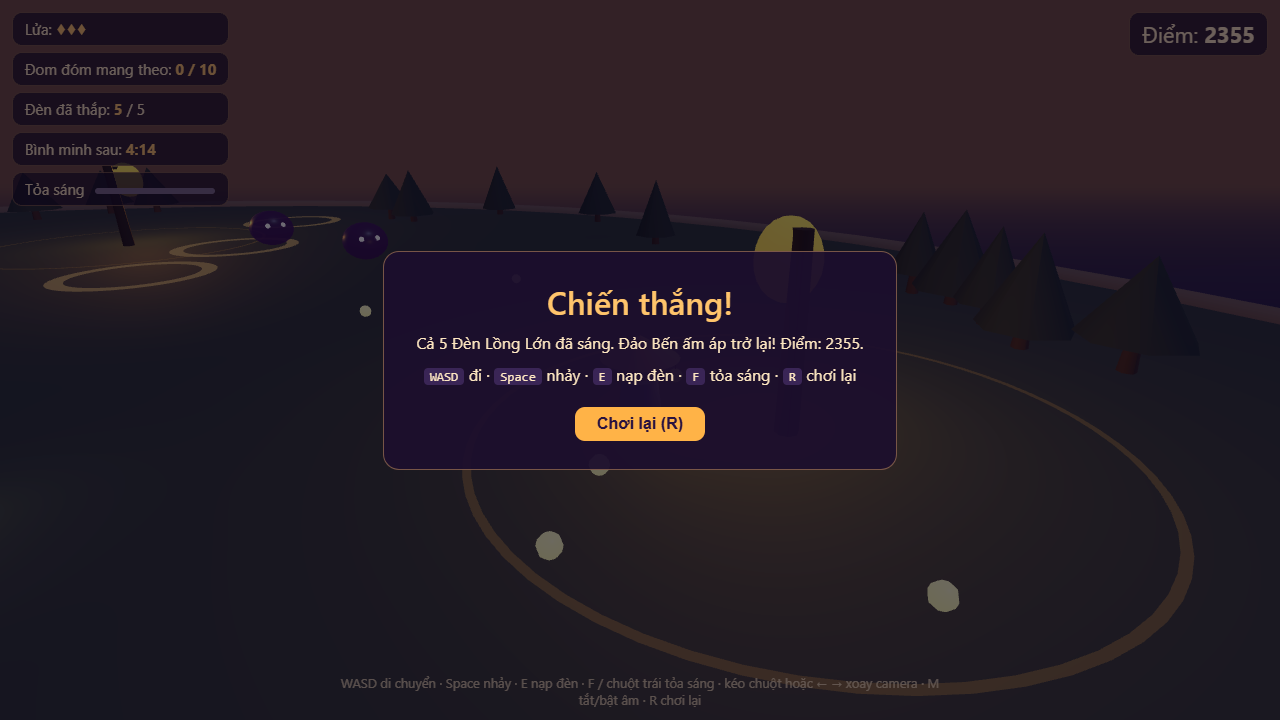 Lửa: ♦♦♦
Điểm: 2355
Đom đóm mang theo: 0 / 10
Đèn đã thắp: 5 / 5
Bình minh sau: 4:14
Tỏa sáng
Chiến thắng!
Cả 5 Đèn Lồng Lớn đã sáng. Đảo Bến ấm áp trở lại! Điểm: 2355.
WASD đi · Space nhảy · E nạp đèn · F tỏa sáng · R chơi lại
Chơi lại (R)
WASD di chuyển · Space nhảy · E nạp đèn · F / chuột trái tỏa sáng · kéo chuột hoặc ← → xoay camera · M
tắt/bật âm · R chơi lại